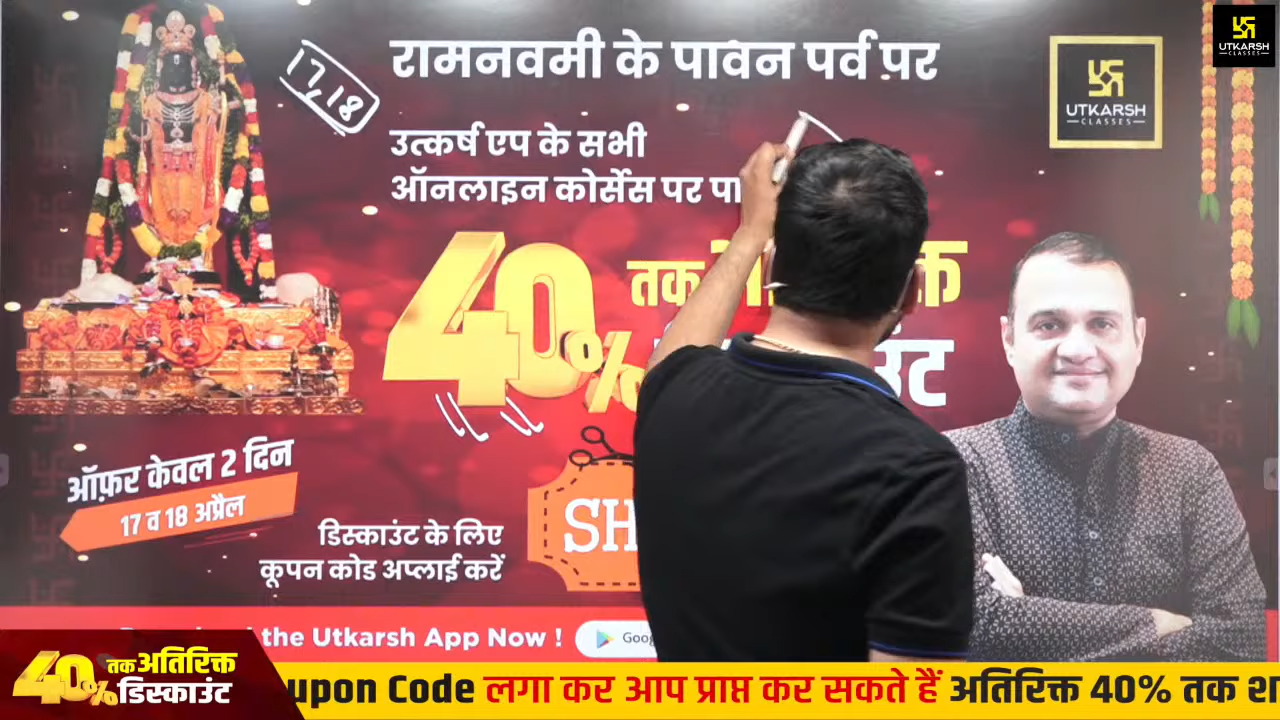 रामनवमी के पावन पर्व पर
17,18
UTKARSH
CLASSES
UTKARSH
CLASSES
उत्कर्ष एप के सभी
ऑनलाइन कोर्सेस पर
40% तक
ऑफ़र केवल 2 दिन
17 व 18 अप्रैल
डिस्काउंट के लिए
कूपन कोड अप्लाई करें
the Utkarsh App Now !
40% तक अतिरिक्त
डिस्काउंट
Code लगा कर आप प्राप्त कर सकते हैं अतिरिक्त 40% तक